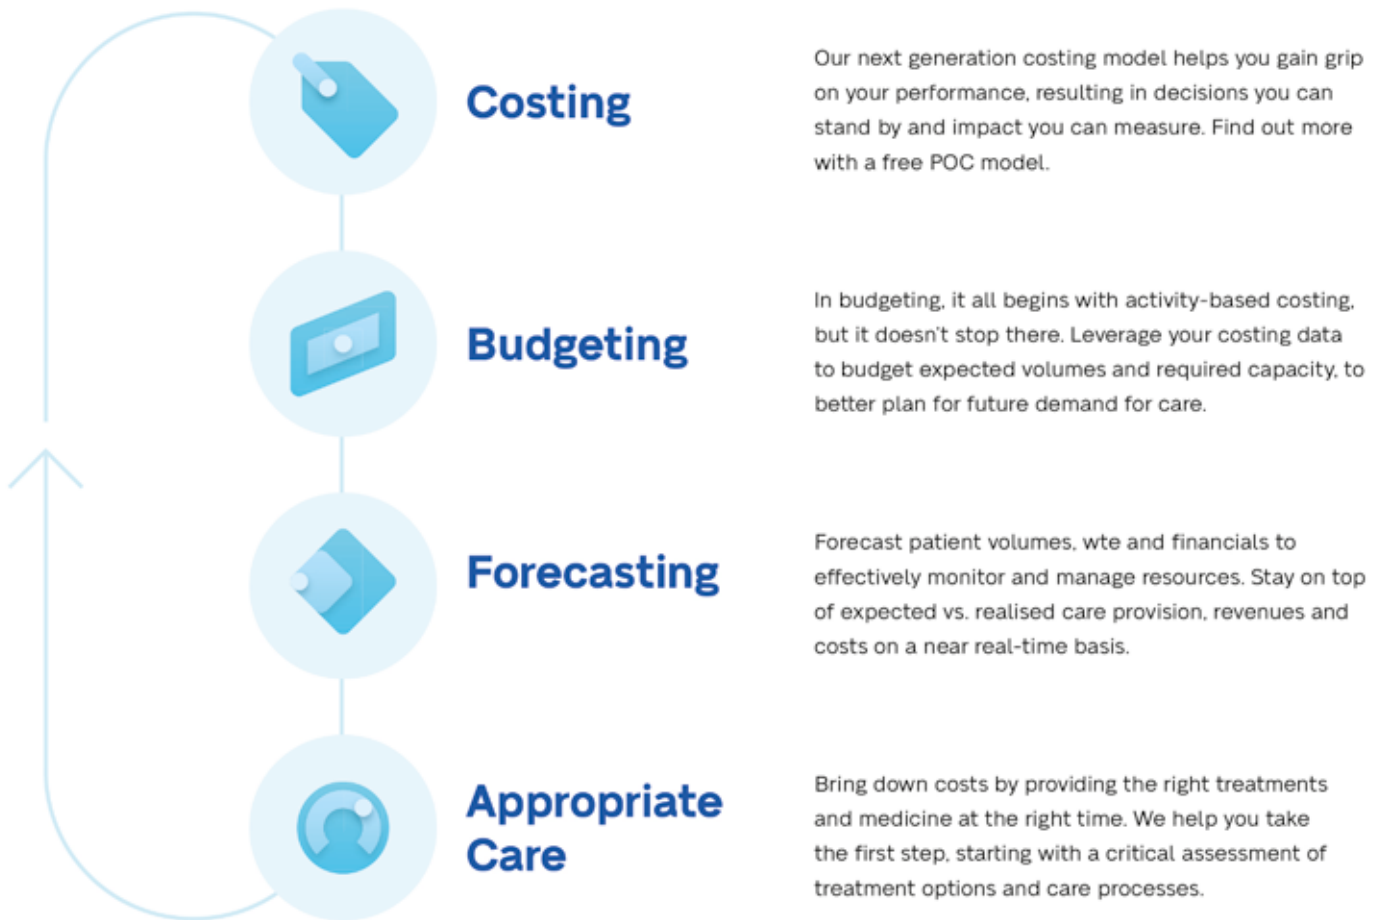 Costing
Our next generation costing model helps you gain grip
on your performance, resulting in decisions you can
stand by and impact you can measure. Find out more
with a free POC model.
Budgeting
In budgeting, it all begins with activity-based costing,
but it doesn't stop there. Leverage your costing data
to budget expected volumes and required capacity, to
better plan for future demand for care.
Forecasting
Forecast patient volumes, wte and financials to
effectively monitor and manage resources. Stay on top
of expected vs. realised care provision, revenues and
costs on a near real-time basis.
Appropriate
Care
Bring down costs by providing the right treatments
and medicine at the right time. We help you take
the first step, starting with a critical assessment of
treatment options and care processes.